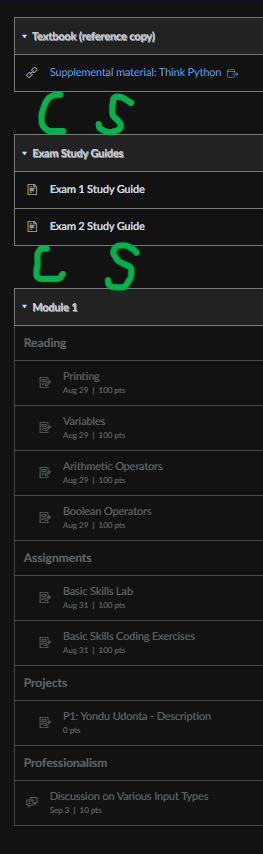 Textbook (reference copy)
Supplemental material: Think Python
C S
Exam Study Guides
Exam 1 Study Guide
Exam 2 Study Guide
C S
Module 1
Reading
Printing
Aug 29 | 100 pts
Variables
Aug 29 | 100 pts
Arithmetic Operators
Aug 29 | 100 pts
Boolean Operators
Aug 29 | 100 pts
Assignments
Basic Skills Lab
Aug 31 | 100 pts
Basic Skills Coding Exercises
Aug 31 | 100 pts
Projects
P1: Yondu Udonta - Description
0 pts
Professionalism
Discussion on Various Input Types
Sep 3 | 10 pts